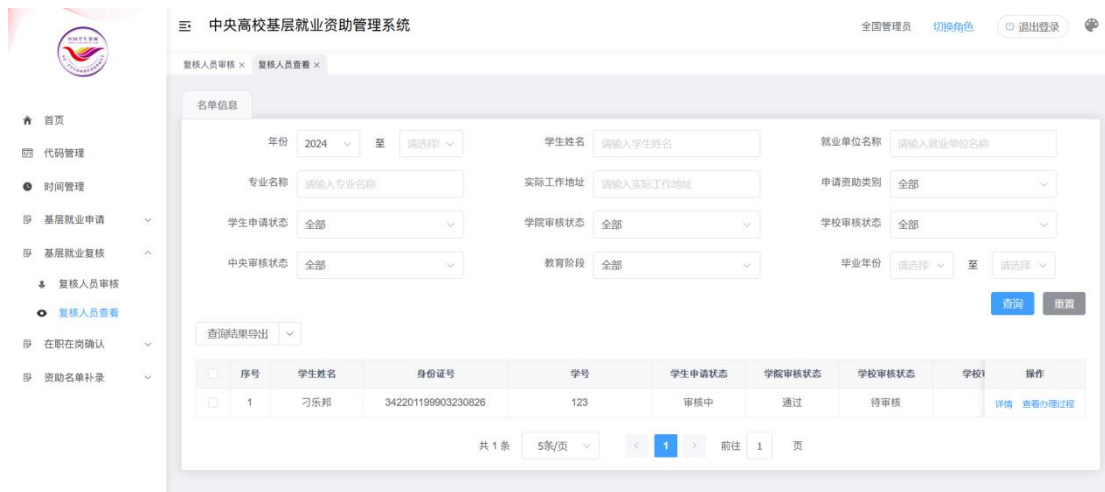 中央高校基层就业资助管理系统
全国管理员 切换角色 退出登录
复核人员审核 × 复核人员查看 ×
首页
代码管理
时间管理
基层就业申请
基层就业复核
复核人员审核
复核人员查看
在职在岗确认
资助名单补录
名单信息
年份 2024 至 请选择 学生姓名 请输入学生姓名 就业单位名称 请输入就业单位名称
专业名称 请输入专业名称 实际工作地址 请输入实际工作地址 申请资助类别 全部
学生申请状态 全部 学院审核状态 全部 学校审核状态 全部
中央审核状态 全部 教育阶段 全部 毕业年份 请选择 至 请选择
查询 重置
查询结果导出
序号 学生姓名 身份证号 学号 学生申请状态 学院审核状态 学校审核状态 学校 操作
1 刁乐邦 342201199903230826 123 审核中 通过 待审核 详情 查看办理过程
共 1 条 5条/页 < 1 > 前往 1 页